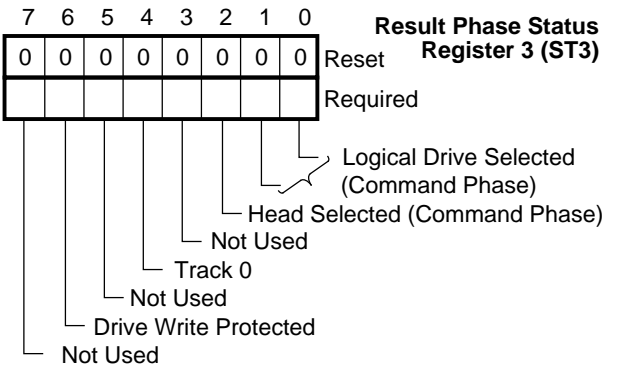 7 6 5 4 3 2 1 0
Result Phase Status
Register 3 (ST3)
0 0 0 0 0 0 0 0 Reset
Required
Logical Drive Selected
(Command Phase)
Head Selected (Command Phase)
Not Used
Track 0
Not Used
Drive Write Protected
Not Used